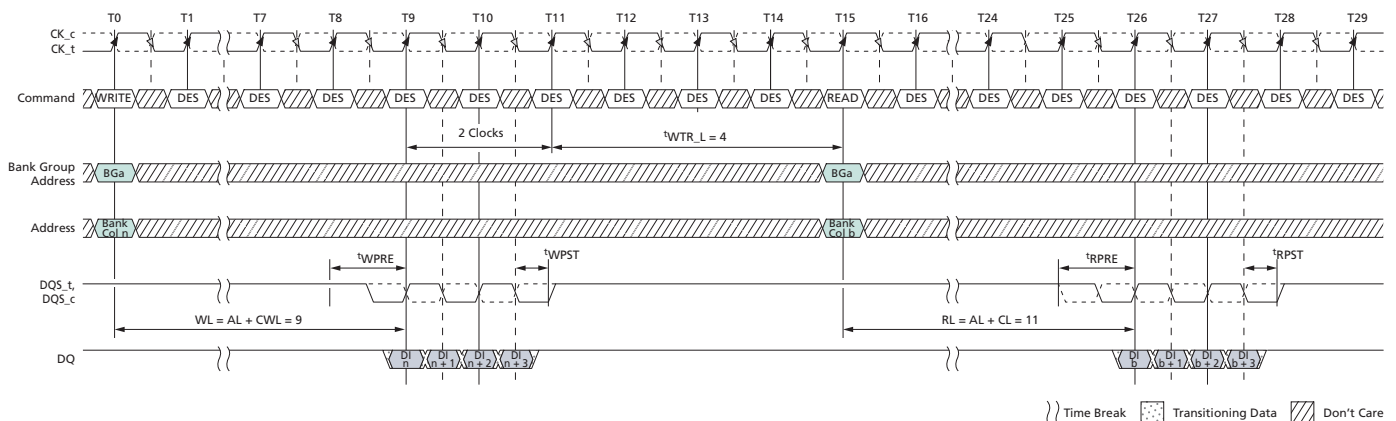 T0 T1 T7 T8 T9 T10 T11 T12 T13 T14 T15 T16 T24 T25 T26 T27 T28 T29
CK_c
CK_t
Command WRITE DES DES DES DES DES DES DES DES DES READ DES DES DES DES DES DES DES
2 Clocks tWTR_L = 4
Bank Group
Address BGa BGa
Address Bank
Col n Bank
Col b
tWPRE tWPST tRPRE tRPST
DQS_t,
DQS_c
WL = AL + CWL = 9 RL = AL + CL = 11
DQ DI
n DI
n + 1 DI
n + 2 DI
n + 3 DI
b DI
b + 1 DI
b + 2 DI
b + 3
Time Break Transitioning Data Don't Care